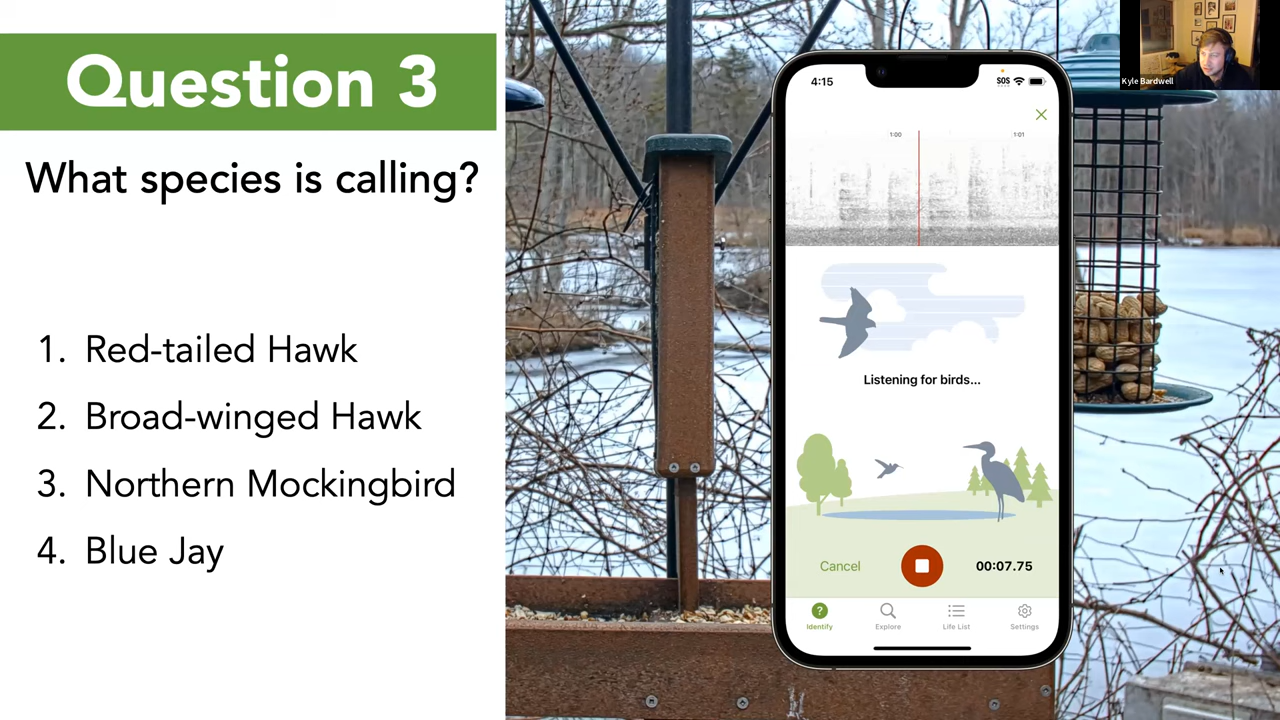 Question 3
What species is calling?
1. Red-tailed Hawk
2. Broad-winged Hawk
3. Northern Mockingbird
4. Blue Jay
4:15
SOS
1:00
1:01
Listening for birds...
Cancel
00:07.75
?
Identify
Explore
Life List
Settings
Kyle Bardwell